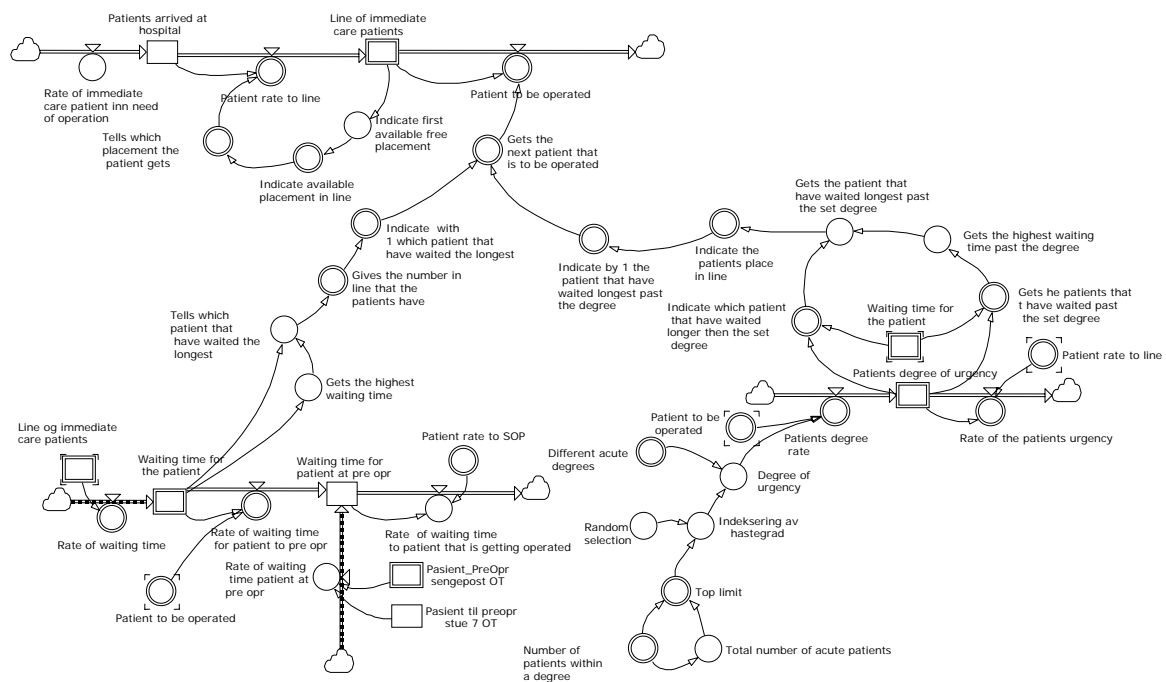 Patients arrived at
hospital
Line of immediate
care patients
Rate of immediate
care patient inn need
of operation
Patient rate to line
Patient to be operated
Tells which
placement the
patient gets
Indicate first
available free
placement
Indicate available
placement in line
Gets the
next patient that
is to be operated
Gets the patient that
have waited longest past
the set degree
Gets the highest waiting
time past the degree
Indicate with
1 which patient that
have waited the longest
Indicate the
patients place
in line
Indicate by 1 the
patient that have
waited longest past
the degree
Gives the number in
line that the
patients have
Indicate which patient
that have waited
longer then the set
degree
Waiting time for
the patient
Gets he patients that
t have waited past
the set degree
Tells which
patient that
have waited the
longest
Patient rate to line
Gets the highest
waiting time
Patients degree of urgency
Line og immediate
care patients
Waiting time for
the patient
Waiting time for
patient at pre opr
Patient rate to SOP
Patient to be
operated
Patients degree
rate
Rate of the patients urgency
Different acute
degrees
Degree of
urgency
Rate of waiting time
Rate of waiting time
for patient to pre opr
Rate of waiting time
to patient that is getting operated
Random
selection
Indeksering av
hastegrad
Rate of waiting
time patient at
pre opr
Pasient_PreOpr
sengepost OT
Patient to be operated
Pasient til preopr
stue 7 OT
Top limit
Number of
patients within
a degree
Total number of acute patients